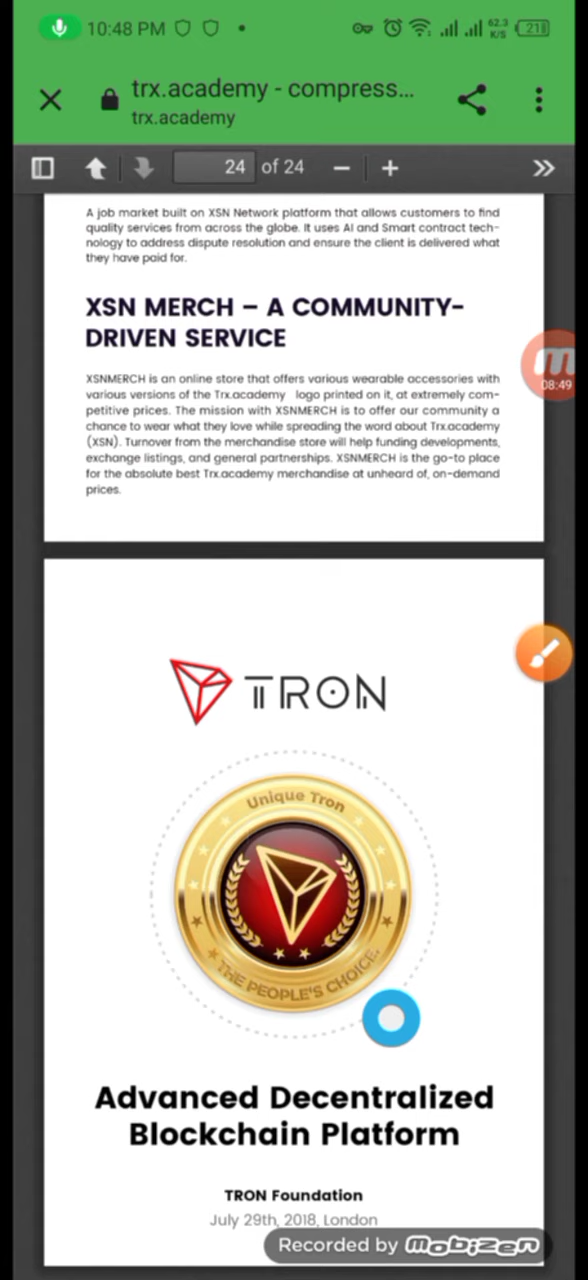 10:48 PM
62.3
K/S
21
trx.academy - compress...
trx.academy
24 of 24
A job market built on XSN Network platform that allows customers to find
quality services from across the globe. It uses AI and Smart contract tech-
nology to address dispute resolution and ensure the client is delivered what
they have paid for.
XSN MERCH – A COMMUNITY-
DRIVEN SERVICE
XSNMERCH is an online store that offers various wearable accessories with
various versions of the Trx.academy logo printed on it, at extremely com-
petitive prices. The mission with XSNMERCH is to offer our community a
chance to wear what they love while spreading the word about Trx.academy
(XSN). Turnover from the merchandise store will help funding developments,
exchange listings, and general partnerships. XSNMERCH is the go-to place
for the absolute best Trx.academy merchandise at unheard of, on-demand
prices.
08:49
TRON
Unique Tron
THE PEOPLE'S CHOICE
Advanced Decentralized
Blockchain Platform
TRON Foundation
July 29th, 2018, London
Recorded by mobizen